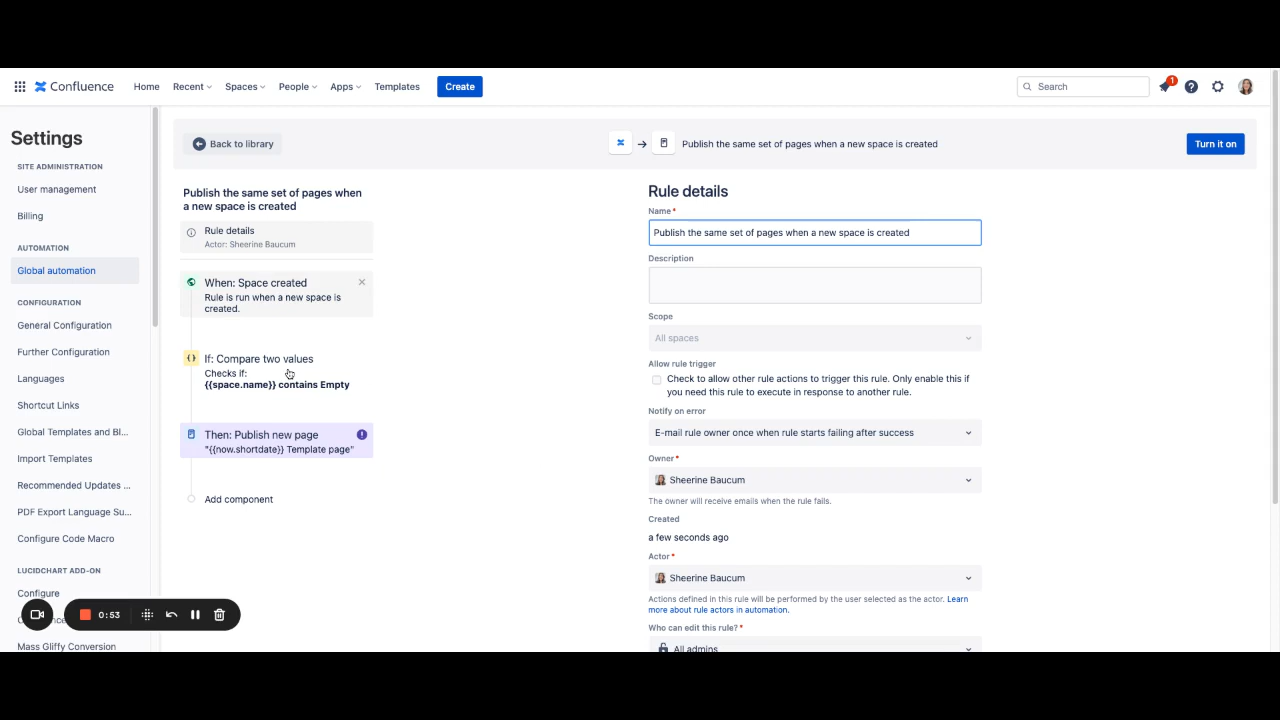 Confluence
Home
Recent
Spaces
People
Apps
Templates
Create
Search
1
Settings
SITE ADMINISTRATION
User management
Billing
AUTOMATION
Global automation
CONFIGURATION
General Configuration
Further Configuration
Languages
Shortcut Links
Global Templates and Bl...
Import Templates
Recommended Updates ...
PDF Export Language Su...
Configure Code Macro
LUCIDCHART ADD-ON
Configure
Mass Gliffy Conversion
0:53
Back to library
Publish the same set of pages when a new space is created
Turn it on
Publish the same set of pages when
a new space is created
Rule details
Actor: Sheerine Baucum
When: Space created
Rule is run when a new space is
created.
If: Compare two values
Checks if:
{{space.name}} contains Empty
Then: Publish new page
"{{now.shortdate}} Template page"
Add component
Rule details
Name*
Publish the same set of pages when a new space is created
Description
Scope
All spaces
Allow rule trigger
Check to allow other rule actions to trigger this rule. Only enable this if
you need this rule to execute in response to another rule.
Notify on error
E-mail rule owner once when rule starts failing after success
Owner*
Sheerine Baucum
The owner will receive emails when the rule fails.
Created
a few seconds ago
Actor*
Sheerine Baucum
Actions defined in this rule will be performed by the user selected as the actor. Learn
more about rule actors in automation.
Who can edit this rule?*
All admins